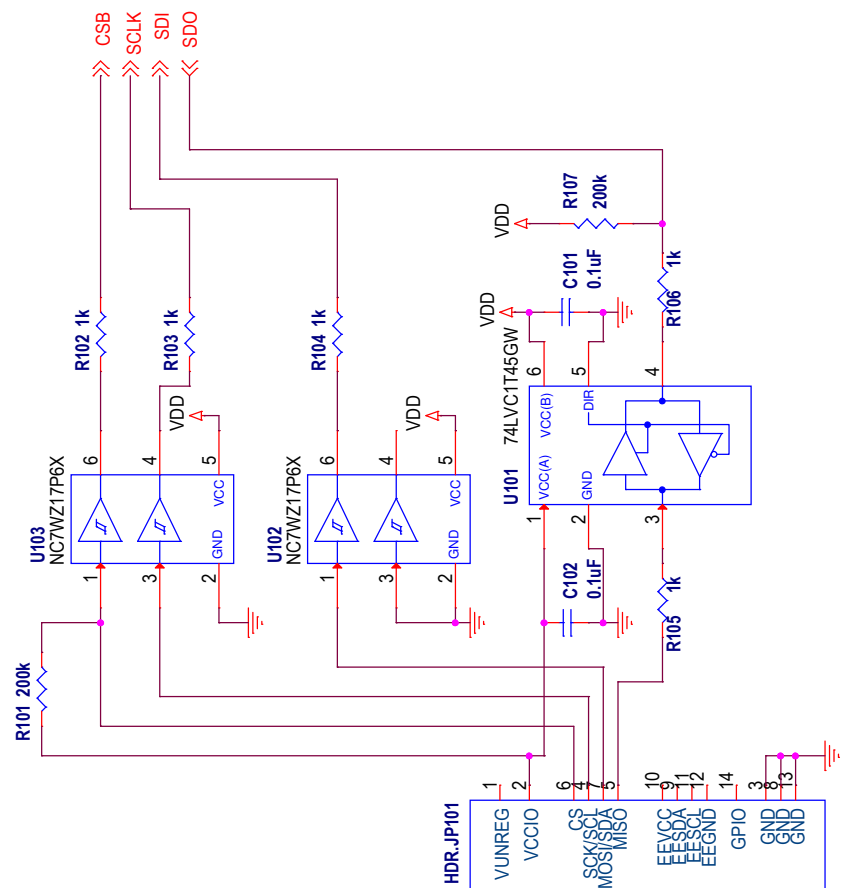 CSB
SCLK
SDI
SDO
R102 1k
R103 1k
R104 1k
VDD
R107
200k
VDD
C101
0.1uF
R106
1k
VDD
VDD
U103
NC7WZ17P6X
1
6
3
4
2
5
GND
VCC
U102
NC7WZ17P6X
1
6
3
4
2
5
GND
VCC
U101
74LVC1T45GW
1
6
VCC(A)
VCC(B)
2
5
GND
DIR
3
4
C102
0.1uF
R105
1k
R101 200k
HDR.JP101
1
VUNREG
2
VCCIO
6
CS
4
SCK/SCL
7
MOSI/SDA
5
MISO
10
EEVCC
9
EESDA
11
EESCL
12
EEGND
14
GPIO
3
GND
8
GND
13
GND